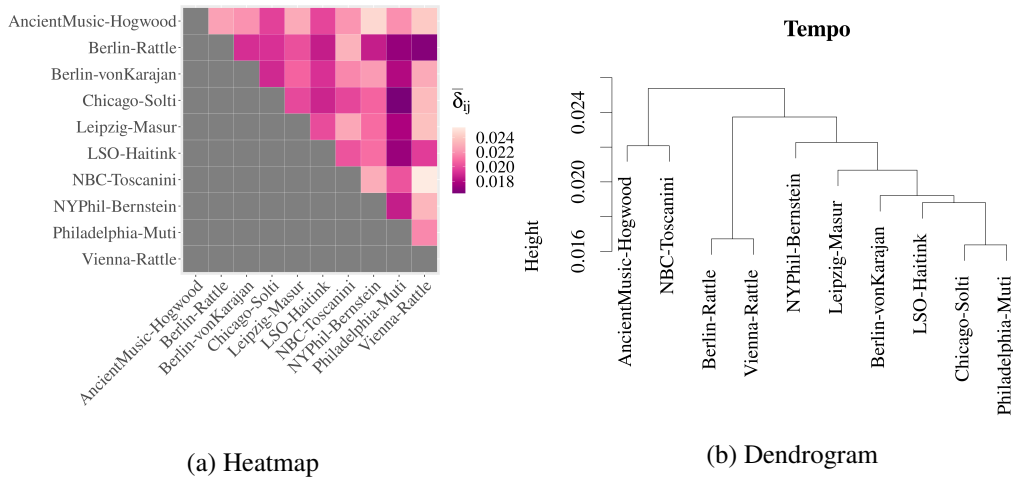 AncientMusic-Hogwood
Berlin-Rattle
Berlin-vonKarajan
Chicago-Solti
Leipzig-Masur
LSO-Haitink
NBC-Toscanini
NYPhil-Bernstein
Philadelphia-Muti
Vienna-Rattle
AncientMusic-Hogwood
Berlin-Rattle
Berlin-vonKarajan
Chicago-Solti
Leipzig-Masur
LSO-Haitink
NBC-Toscanini
NYPhil-Bernstein
Philadelphia-Muti
Vienna-Rattle
δ̅ij
0.024
0.022
0.020
0.018
(a) Heatmap
Tempo
Height
0.024
0.020
0.016
AncientMusic-Hogwood
NBC-Toscanini
Berlin-Rattle
Vienna-Rattle
NYPhil-Bernstein
Leipzig-Masur
Berlin-vonKarajan
LSO-Haitink
Chicago-Solti
Philadelphia-Muti
(b) Dendrogram